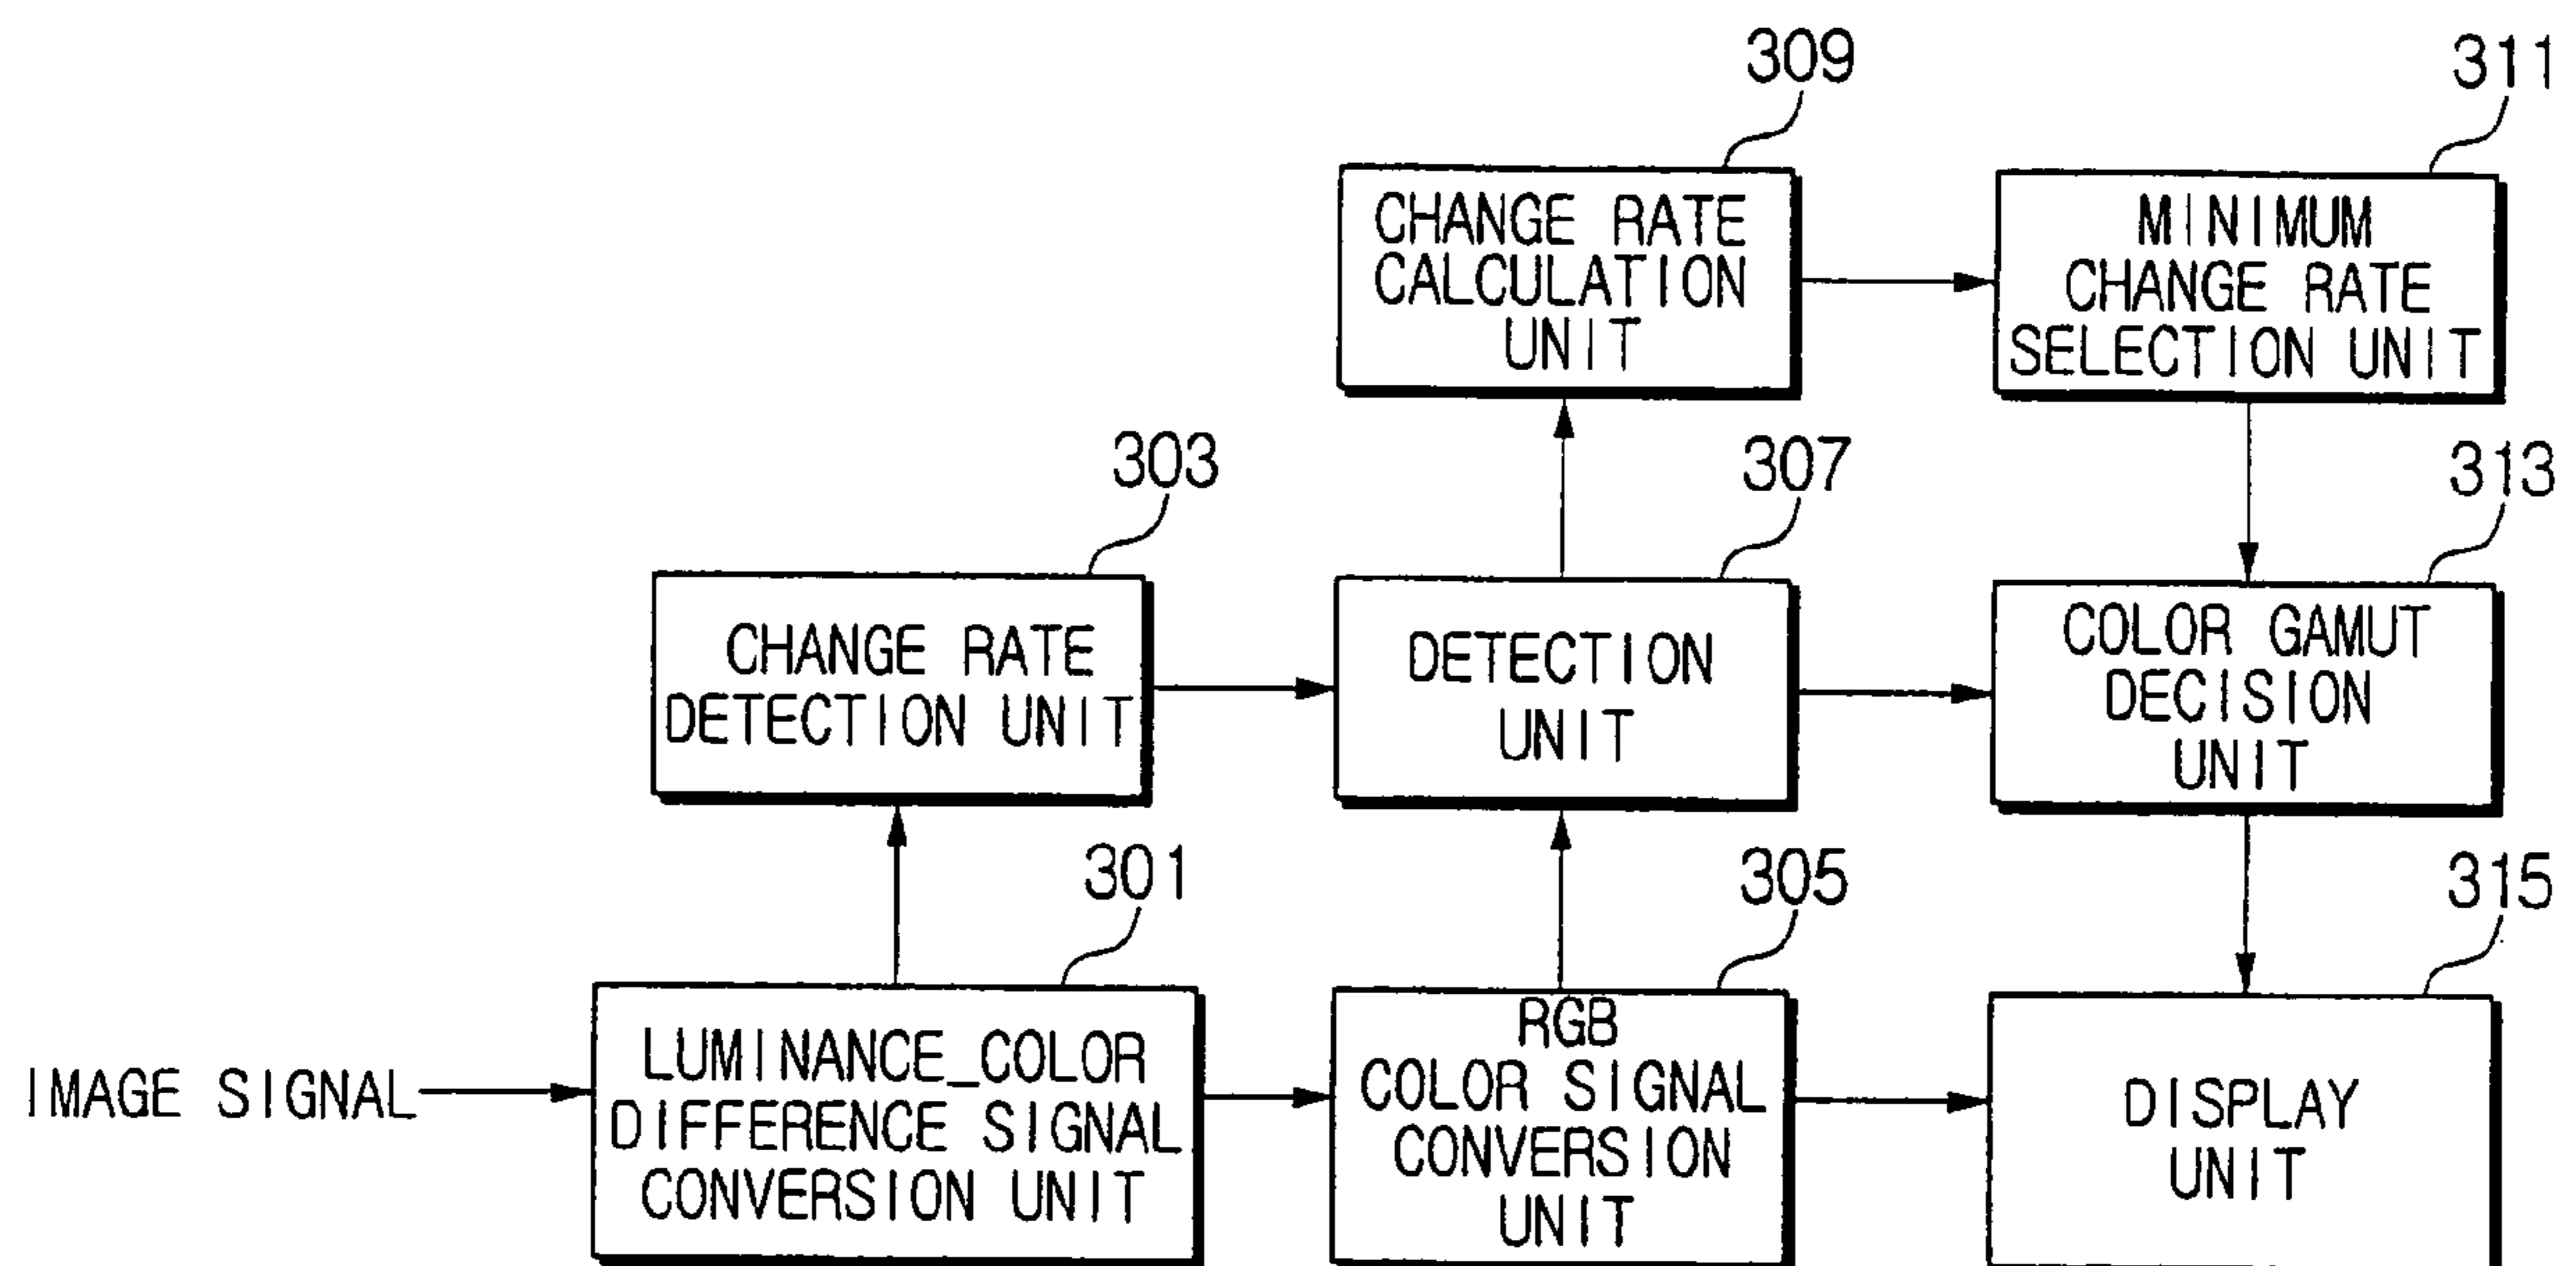 309
311
CHANGE RATE
CALCULATION
UNIT
MINIMUM
CHANGE RATE
SELECTION UNIT
303
307
313
CHANGE RATE
DETECTION UNIT
DETECTION
UNIT
COLOR GAMUT
DECISION
UNIT
301
305
315
IMAGE SIGNAL
LUMINANCE_COLOR
DIFFERENCE SIGNAL
CONVERSION UNIT
RGB
COLOR SIGNAL
CONVERSION
UNIT
DISPLAY
UNIT